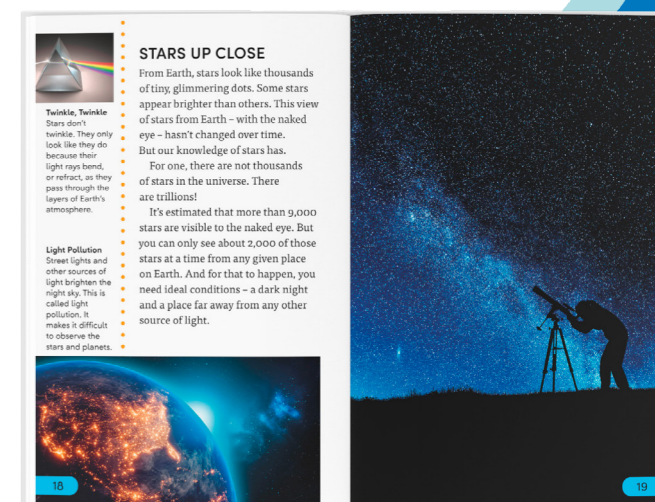 Twinkle, Twinkle
Stars don't
twinkle. They only
look like they do
because their
light rays bend,
or refract, as they
pass through the
layers of Earth's
atmosphere.
Light Pollution
Street lights and
other sources of
light brighten the
night sky. This is
called light
pollution. It
makes it difficult
to observe the
stars and planets.
STARS UP CLOSE
From Earth, stars look like thousands
of tiny, glimmering dots. Some stars
appear brighter than others. This view
of stars from Earth – with the naked
eye – hasn't changed over time.
But our knowledge of stars has.
For one, there are not thousands
of stars in the universe. There
are trillions!
It's estimated that more than 9,000
stars are visible to the naked eye. But
you can only see about 2,000 of those
stars at a time from any given place
on Earth. And for that to happen, you
need ideal conditions – a dark night
and a place far away from any other
source of light.
18
19